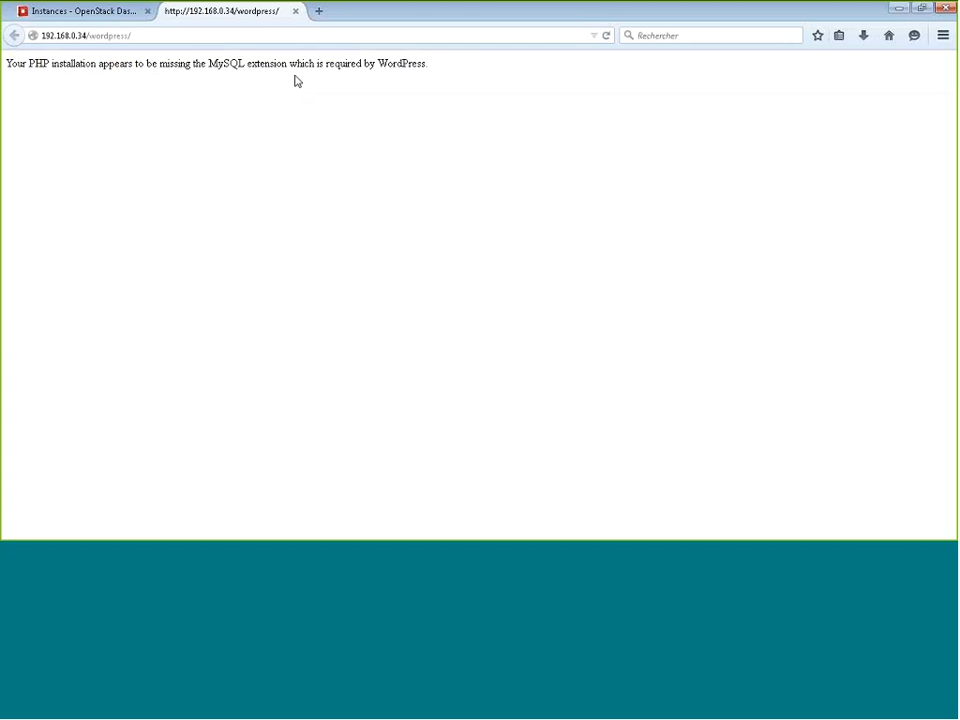 Instances - OpenStack Das...
http://192.168.0.34/wordpress/
192.168.0.34/wordpress/
Rechercher
Your PHP installation appears to be missing the MySQL extension which is required by WordPress.